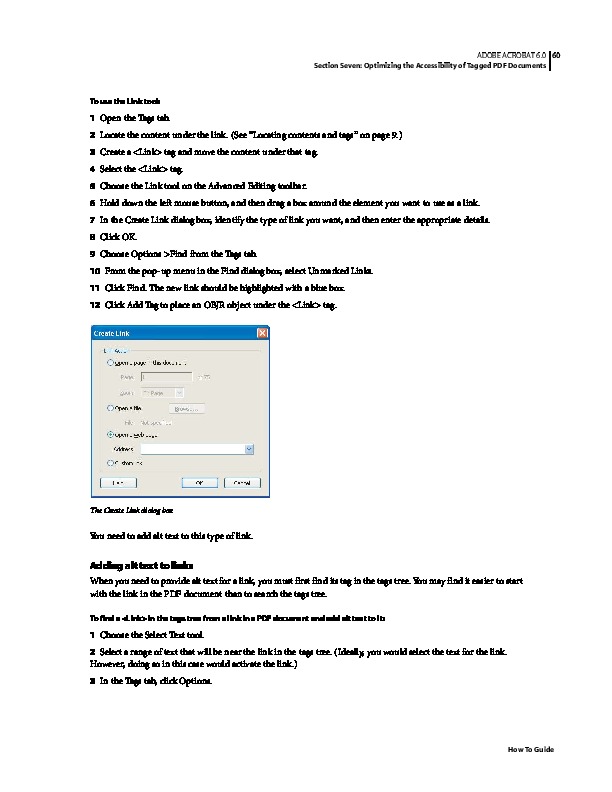 ADOBE ACROBAT 6.0 60
Section Seven: Optimizing the Accessibility of Tagged PDF Documents
To use the Link tool:
1 Open the Tags tab.
2 Locate the content under the link. (See "Locating contents and tags" on page 9.)
3 Create a <Link> tag and move the content under that tag.
4 Select the <Link> tag.
5 Choose the Link tool on the Advanced Editing toolbar.
6 Hold down the left mouse button, and then drag a box around the element you want to use as a link.
7 In the Create Link dialog box, identify the type of link you want, and then enter the appropriate details.
8 Click OK.
9 Choose Options > Find from the Tags tab.
10 From the pop-up menu in the Find dialog box, select Unmarked Links.
11 Click Find. The new link should be highlighted with a blue box.
12 Click Add Tag to place an OBJR object under the <Link> tag.
Create Link
Open a page in this document
Page
Zoom Fit Page
Open a file Browse...
File: Not specified
Open a web page
Address:
Custom link
Help OK Cancel
The Create Link dialog box
You need to add alt text to this type of link.
Adding alt text to links
When you need to provide alt text for a link, you must first find its tag in the tags tree. You may find it easier to start
with the link in the PDF document than to search the tags tree.
To find a <Link> in the tags tree from a link in a PDF document and add alt text to it:
1 Choose the Select Text tool.
2 Select a range of text that will be near the link in the tags tree. (Ideally, you would select the text for the link.
However, doing so in this case would activate the link.)
3 In the Tags tab, click Options.
How To Guide